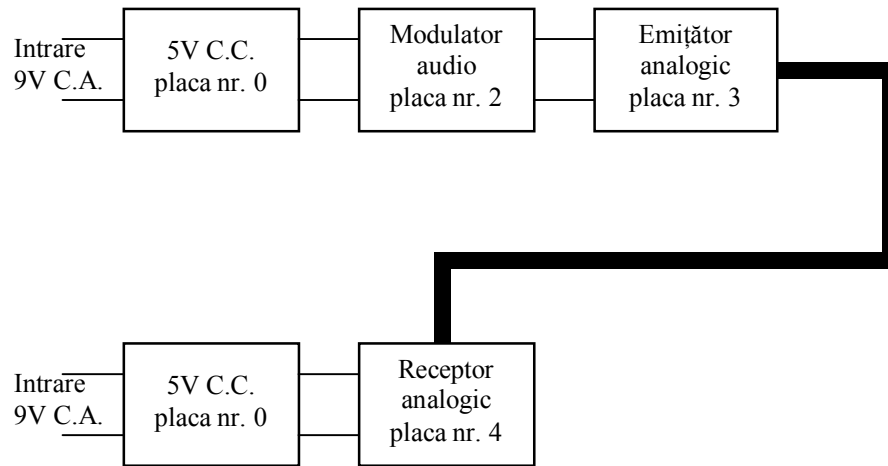 Intrare
9V C.A.
5V C.C.
placa nr. 0
Modulator
audio
placa nr. 2
Emițător
analogic
placa nr. 3
Intrare
9V C.A.
5V C.C.
placa nr. 0
Receptor
analogic
placa nr. 4